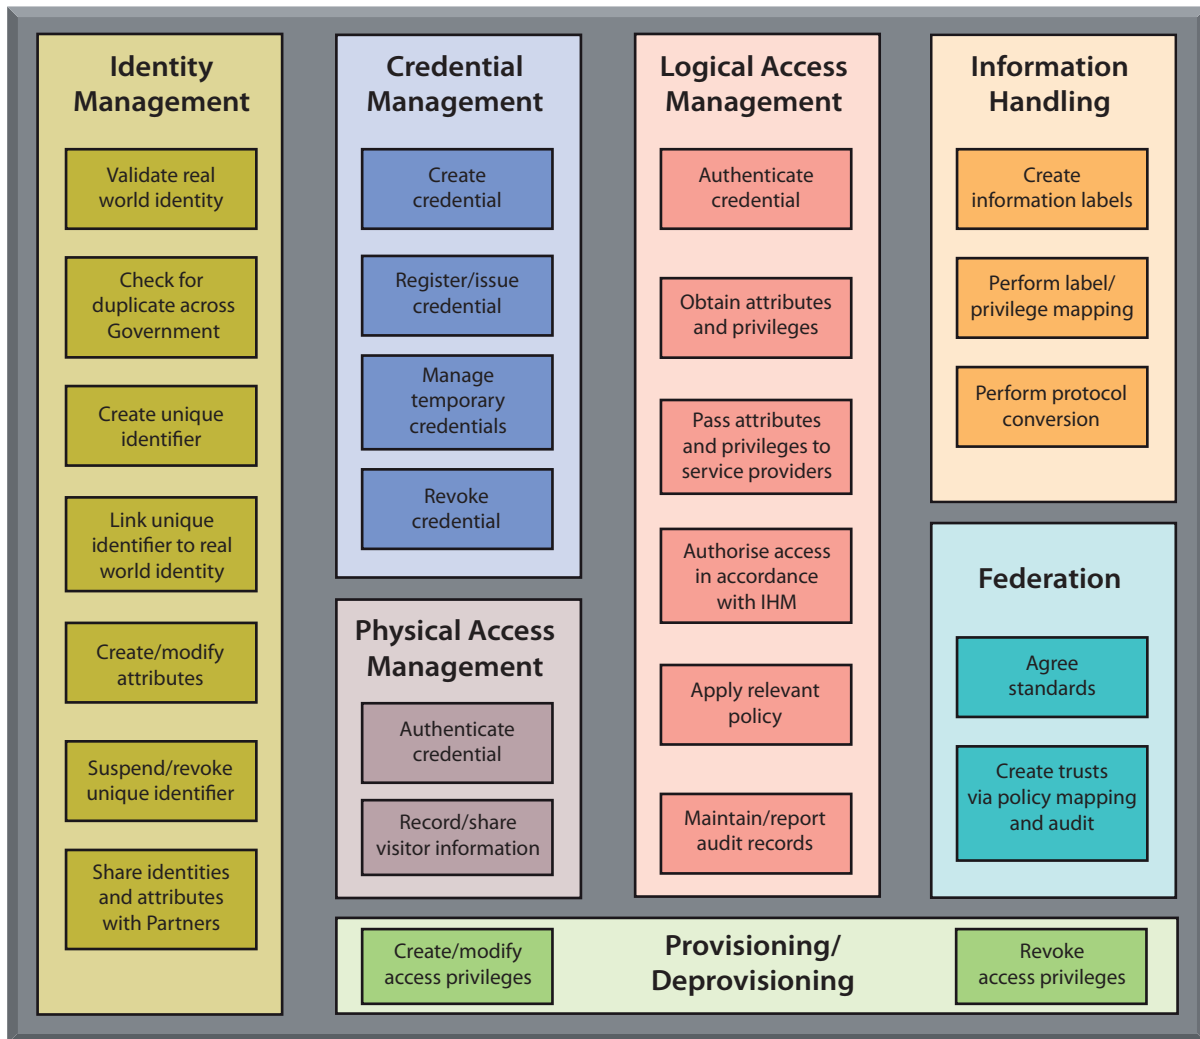 Identity
Management
Validate real
world identity
Check for
duplicate across
Government
Create unique
identifier
Link unique
identifier to real
world identity
Create/modify
attributes
Suspend/revoke
unique identifier
Share identities
and attributes
with Partners
Credential
Management
Create
credential
Register/issue
credential
Manage
temporary
credentials
Revoke
credential
Physical Access
Management
Authenticate
credential
Record/share
visitor information
Logical Access
Management
Authenticate
credential
Obtain attributes
and privileges
Pass attributes
and privileges to
service providers
Authorise access
in accordance
with IHM
Apply relevant
policy
Maintain/report
audit records
Information
Handling
Create
information labels
Perform label/
privilege mapping
Perform protocol
conversion
Federation
Agree
standards
Create trusts
via policy mapping
and audit
Create/modify
access privileges
Provisioning/
Deprovisioning
Revoke
access privileges